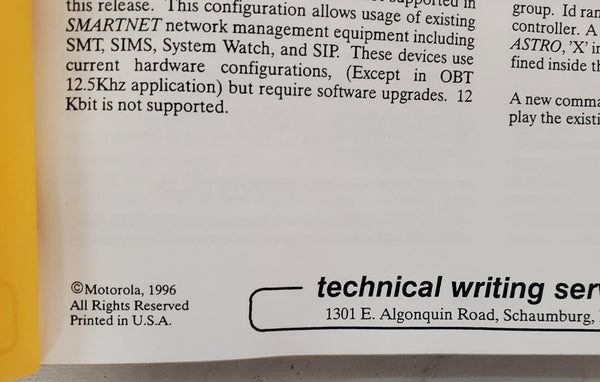 this release. This configuration allows usage of existing
SMARTNET network management equipment including
SMT, SIMS, System Watch, and SIP. These devices use
current hardware configurations, (Except in OBT
12.5Khz application) but require software upgrades. 12
Kbit is not supported.
group. Id ran
controller. A
ASTRO, 'X' in
fined inside th
A new comma
play the existi
©Motorola, 1996
All Rights Reserved
Printed in U.S.A.
technical writing ser
1301 E. Algonquin Road, Schaumburg,